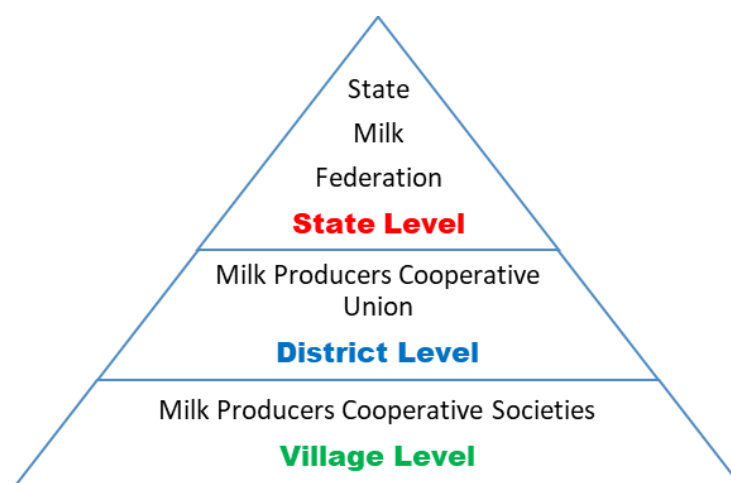 State
Milk
Federation
State Level
Milk Producers Cooperative
Union
District Level
Milk Producers Cooperative Societies
Village Level